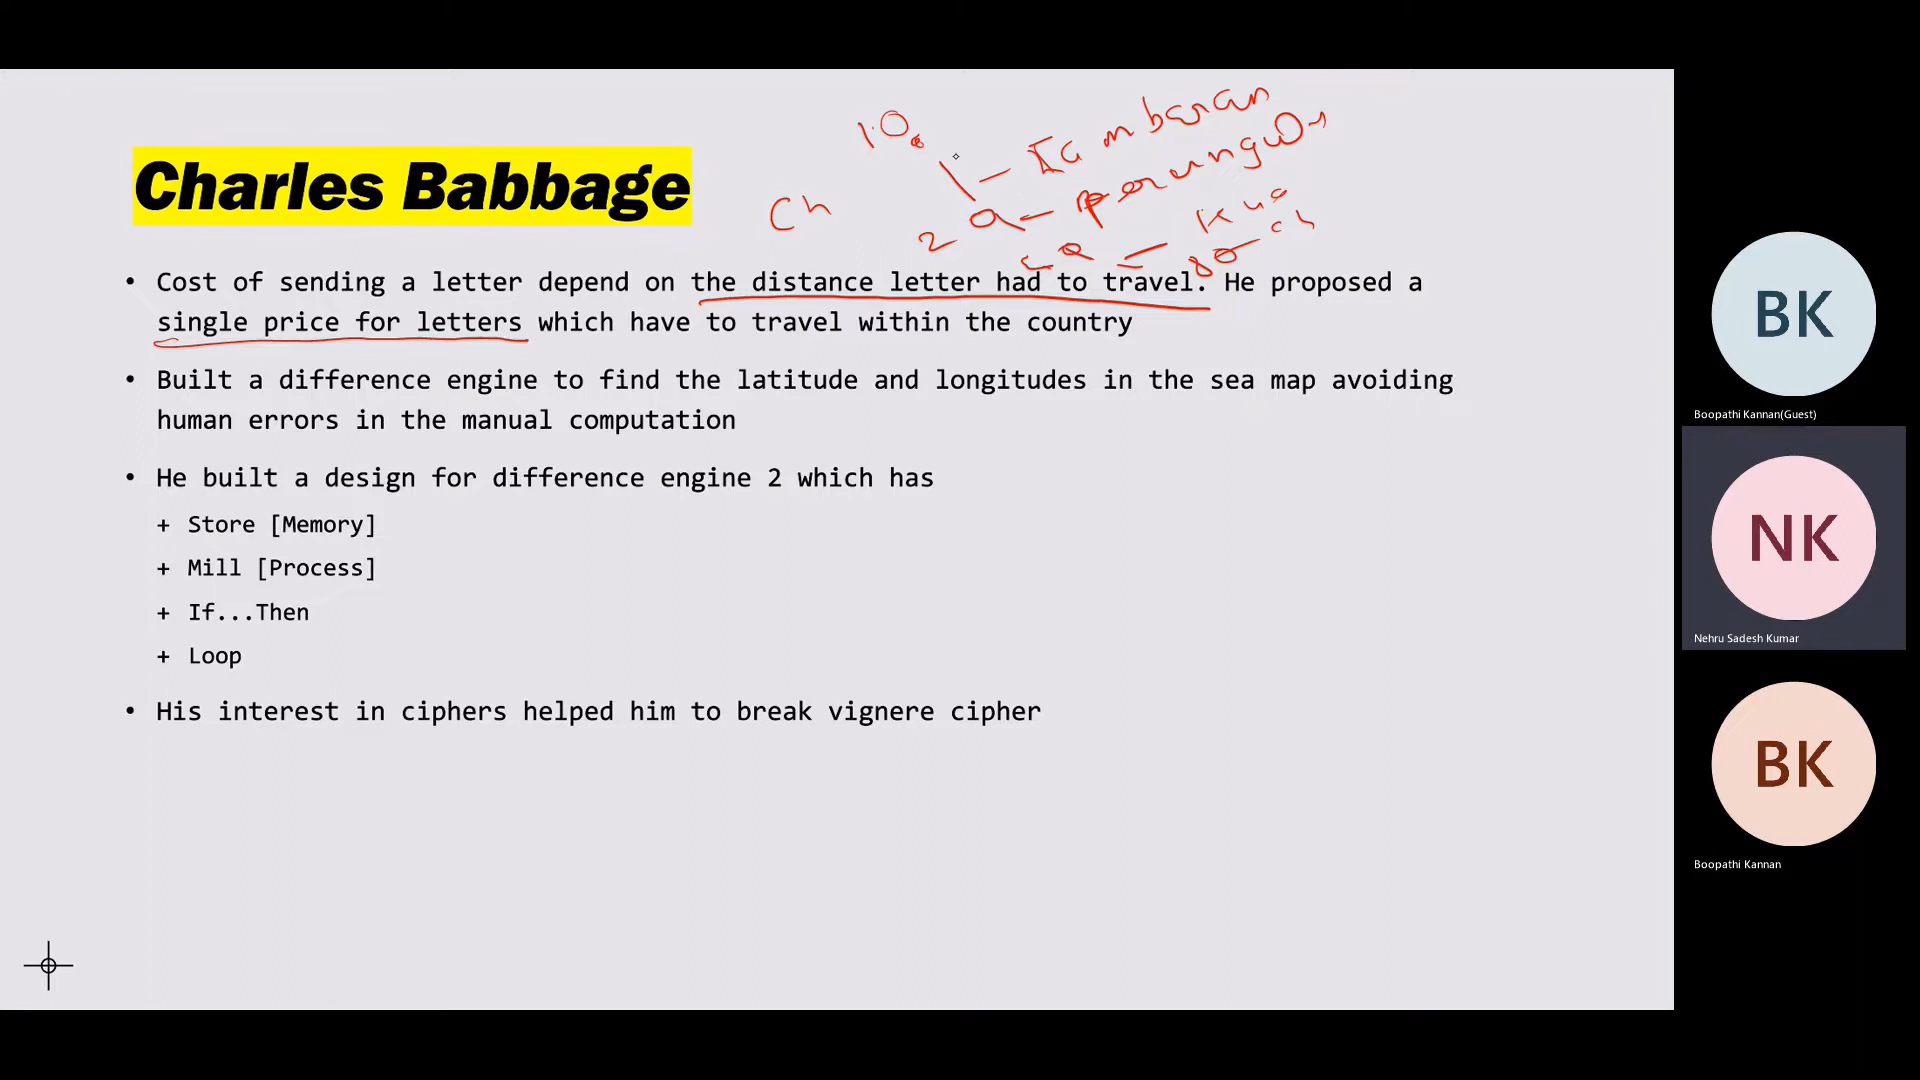 Tambaran
Ch
Charles Babbage
• Cost of sending a letter depend on the distance letter had to travel. He proposed a
single price for letters which have to travel within the country
• Built a difference engine to find the latitude and longitudes in the sea map avoiding
human errors in the manual computation
• He built a design for difference engine 2 which has
+ Store [Memory]
+ Mill [Process]
+ If...Then
+ Loop
• His interest in ciphers helped him to break vignere cipher
BK
Boopathi Kannan(Guest)
NK
Nehru Sadesh Kumar
BK
Boopathi Kannan